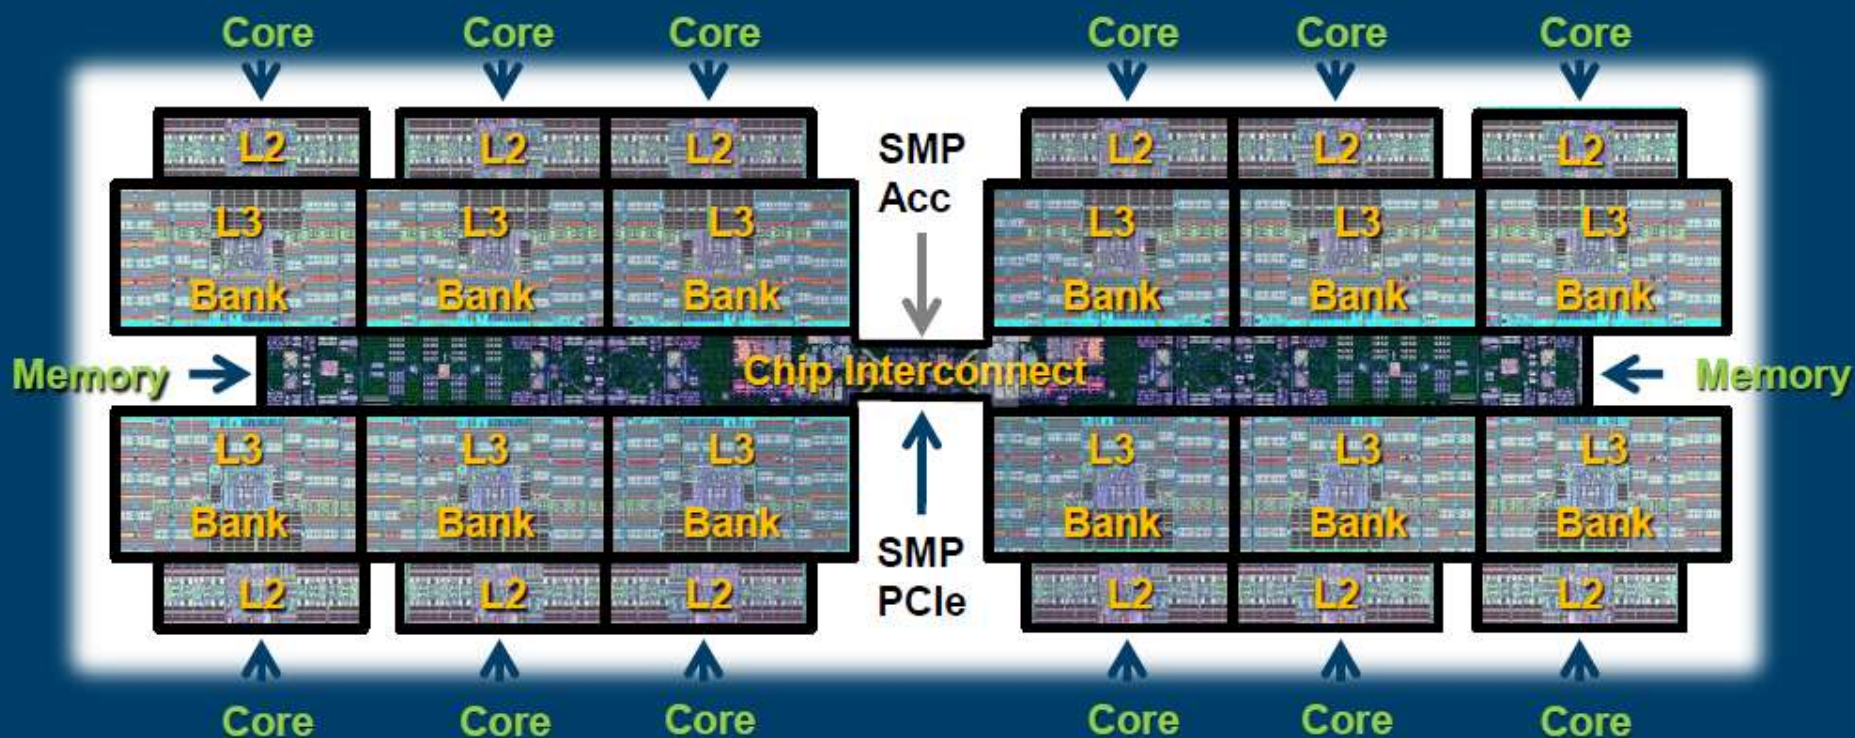 Core Core Core Core Core Core
L2 L2 L2 L2 L2 L2
SMP
Acc
L3 L3 L3 L3 L3 L3
Bank Bank Bank Bank Bank Bank
Memory Chip Interconnect Memory
L3 L3 L3 L3 L3 L3
Bank Bank Bank Bank Bank Bank
SMP
PCIe
L2 L2 L2 L2 L2 L2
Core Core Core Core Core Core